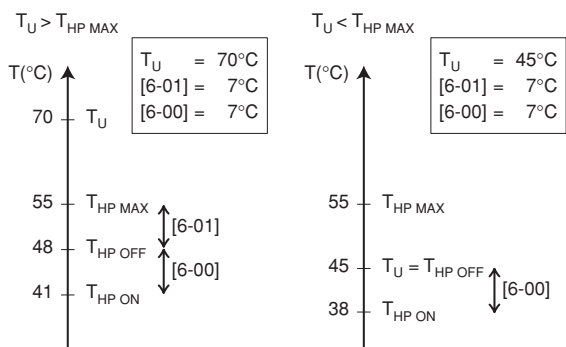 T_U > T_HP MAX
T(°C)
T_U = 70°C
[6-01] = 7°C
[6-00] = 7°C
70 T_U
55 T_HP MAX
[6-01]
48 T_HP OFF
[6-00]
41 T_HP ON
T_U < T_HP MAX
T(°C)
T_U = 45°C
[6-01] = 7°C
[6-00] = 7°C
55 T_HP MAX
45 T_U = T_HP OFF
[6-00]
38 T_HP ON